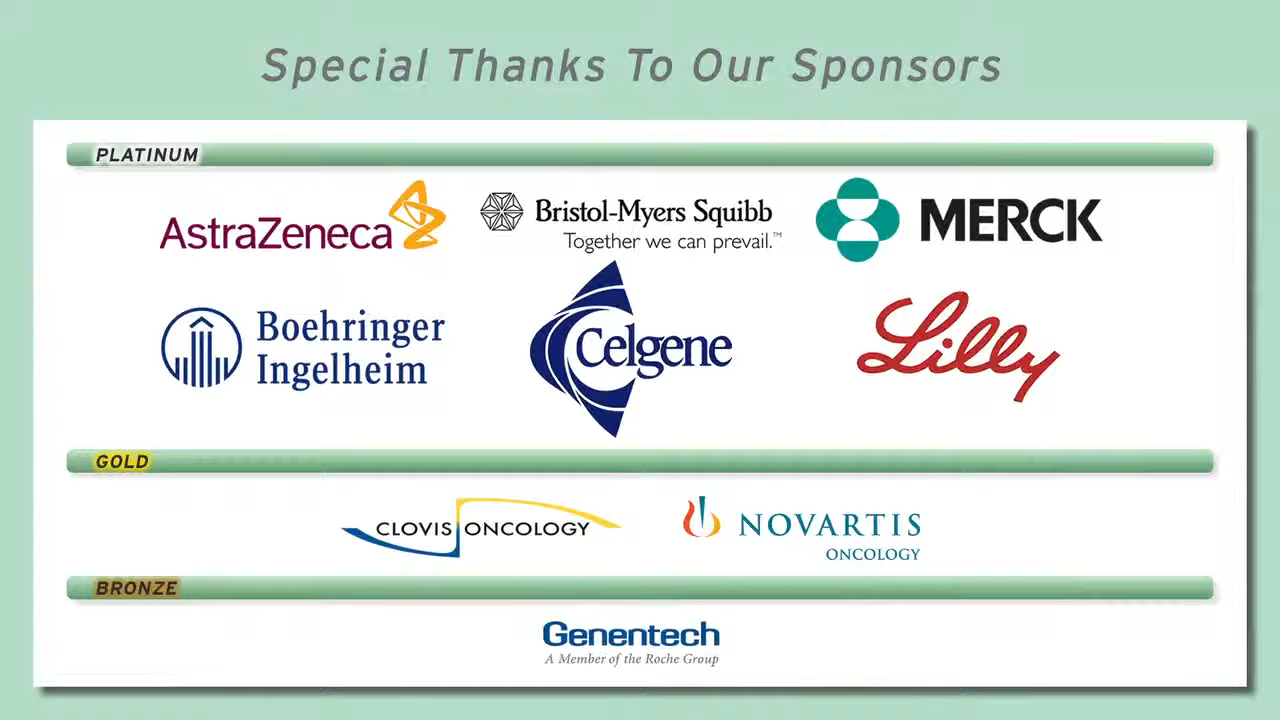 Special Thanks To Our Sponsors
PLATINUM
AstraZeneca
Bristol-Myers Squibb
Together we can prevail.™
MERCK
Boehringer
Ingelheim
Celgene
Lilly
GOLD
CLOVIS ONCOLOGY
NOVARTIS
ONCOLOGY
BRONZE
Genentech
A Member of the Roche Group